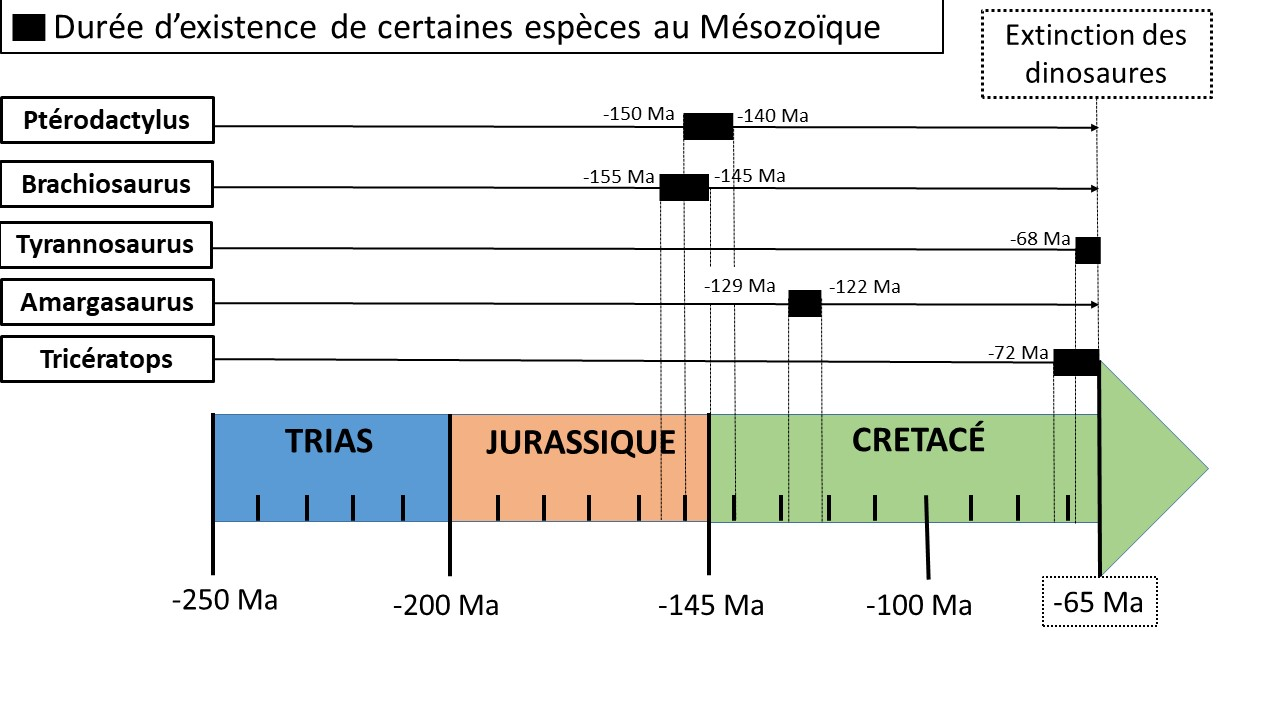 Durée d’existence de certaines espèces au Mésozoïque
Extinction des
dinosaures
Ptérodactylus
-150 Ma
-140 Ma
Brachiosaurus
-155 Ma
-145 Ma
Tyrannosaurus
-68 Ma
Amargasaurus
-129 Ma
-122 Ma
Tricératops
-72 Ma
TRIAS
JURASSIQUE
CRETACÉ
-250 Ma
-200 Ma
-145 Ma
-100 Ma
-65 Ma